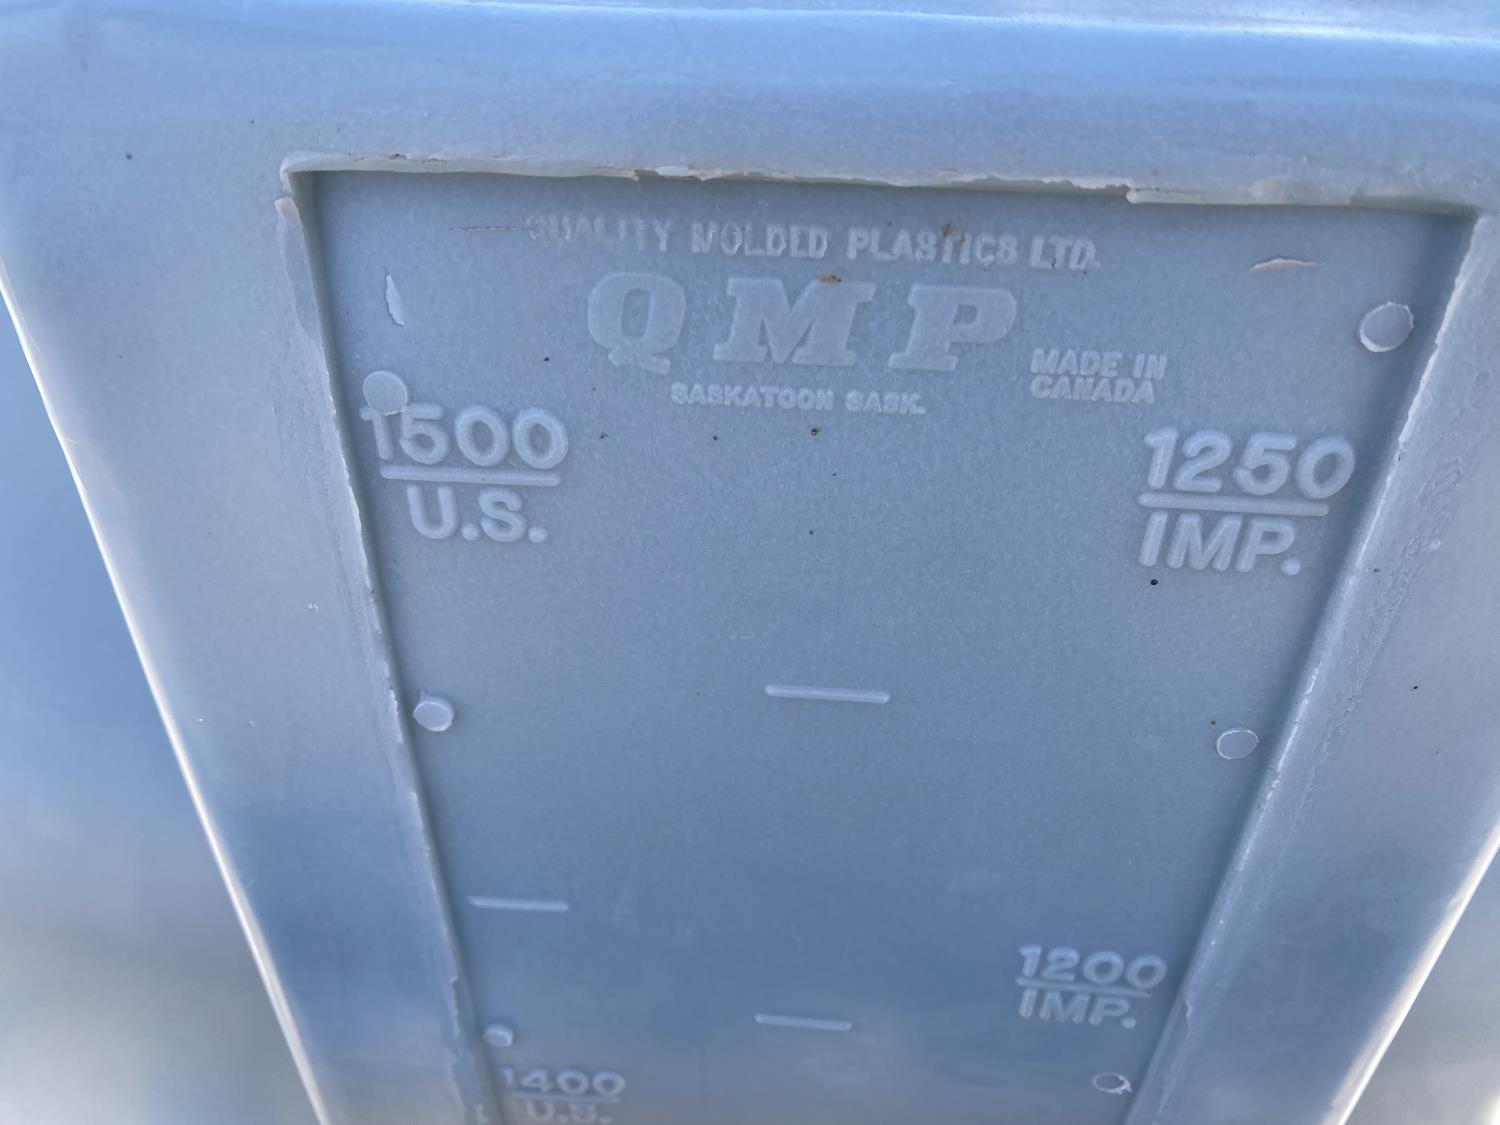 QUALITY MOLDED PLASTICS LTD.
QMP
MADE IN
CANADA
SASKATOON SASK.
1500
U.S.
1250
IMP.
1200
IMP.
1400
U.S.